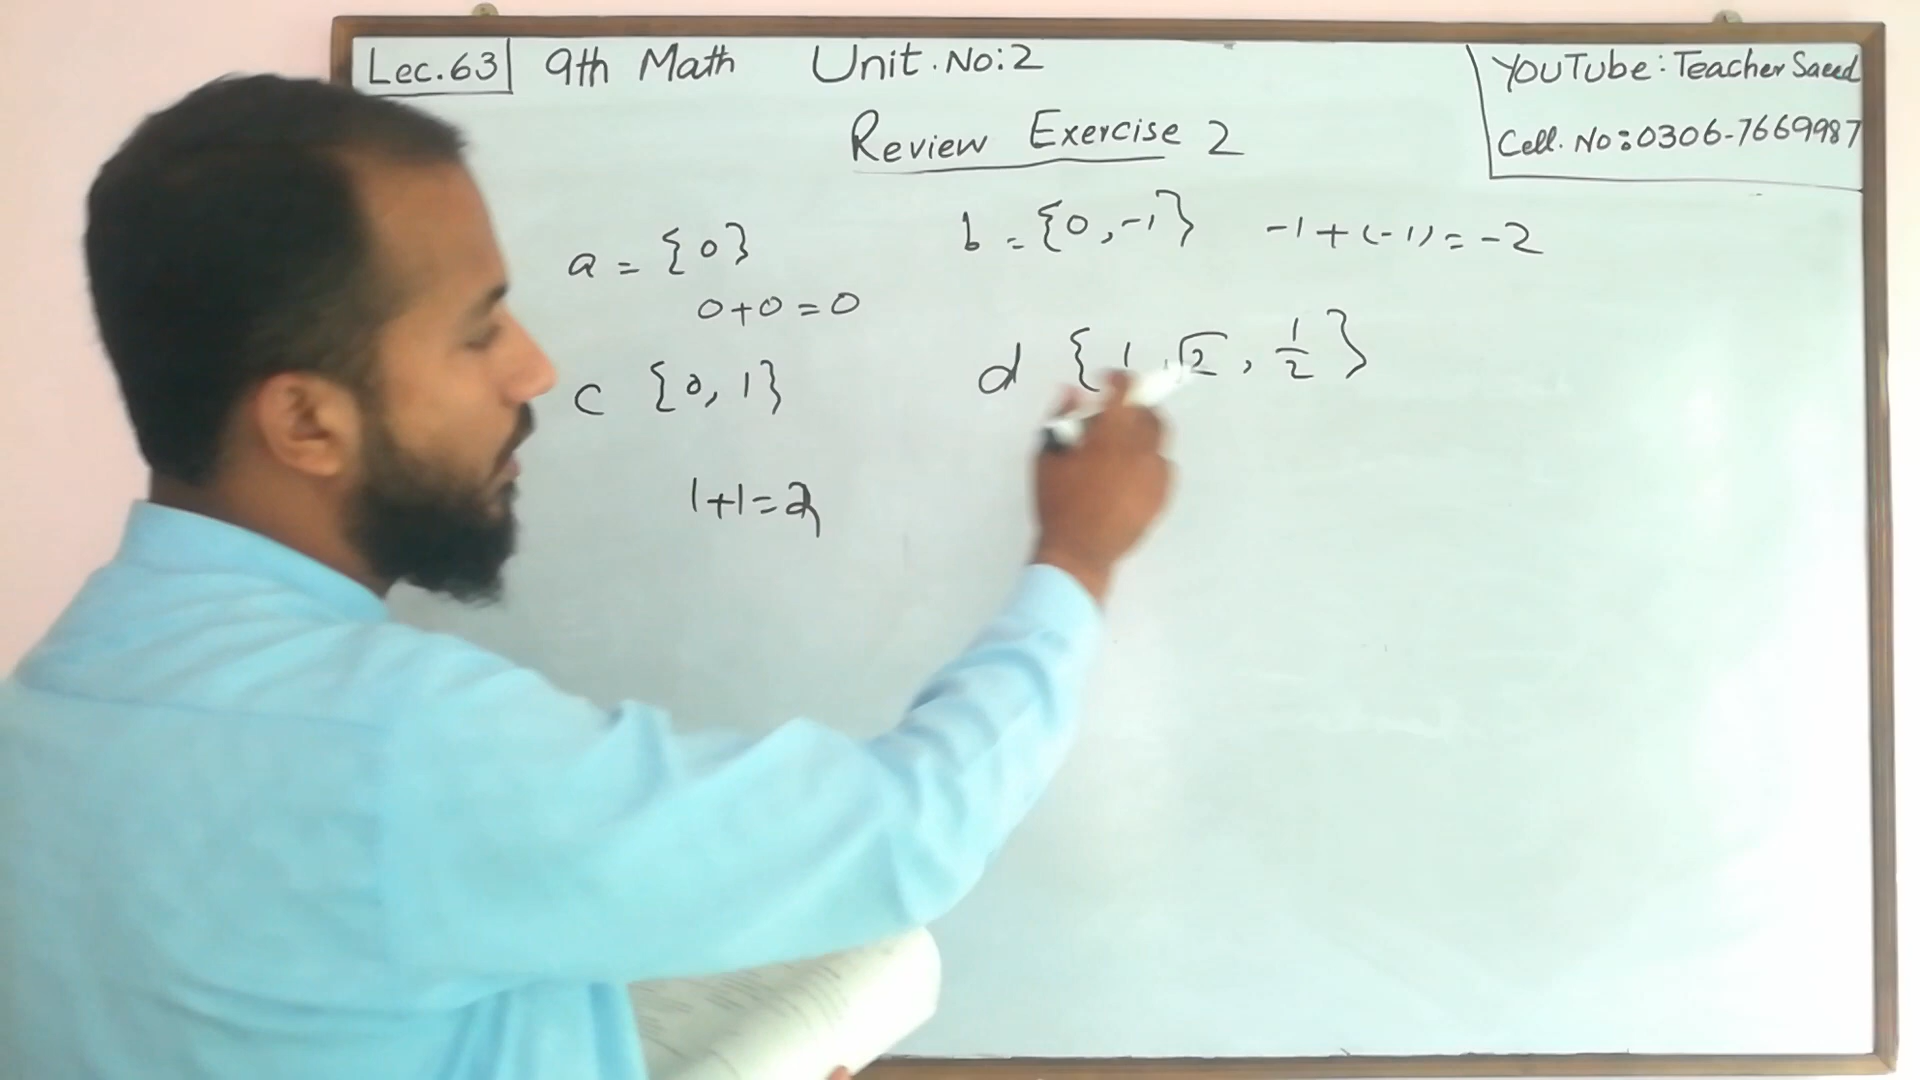 Lec.63 9th Math Unit.No:2
YouTube: Teacher Saeed
Cell. No: 0306-7669987
Review Exercise 2
a = {0}
0+0=0
b = {0,-1} -1+(-1)=-2
c {0, 1}
1+1=2
d {1,√2, 1/2}